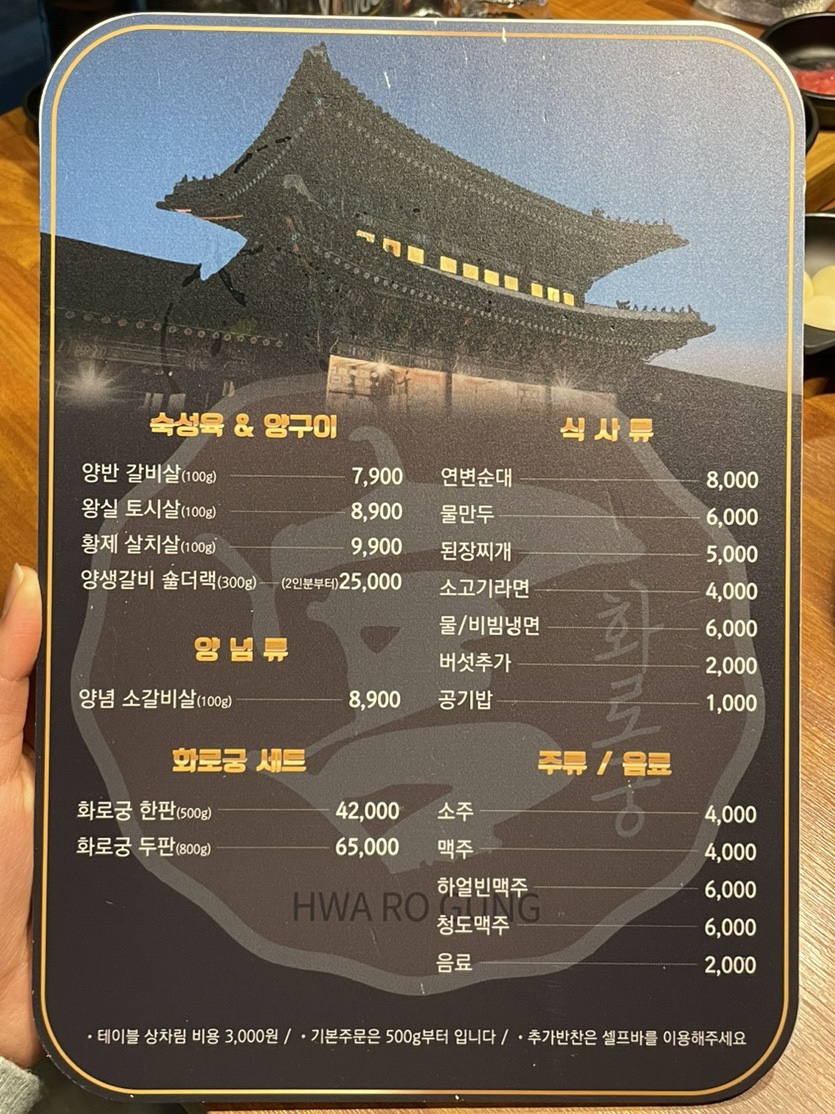 숙성육 & 양구이
양반 갈비살(100g) 7,900
왕실 토시살(100g) 8,900
황제 살치살(100g) 9,900
양생갈비 숄더랙(300g) (2인분부터)25,000
양념류
양념 소갈비살(100g) 8,900
화로궁 세트
화로궁 한판(500g) 42,000
화로궁 두판(800g) 65,000
식사류
연변순대 8,000
물만두 6,000
된장찌개 5,000
소고기라면 4,000
물/비빔냉면 6,000
버섯추가 2,000
공기밥 1,000
주류 / 음료
소주 4,000
맥주 4,000
하얼빈맥주 6,000
청도맥주 6,000
음료 2,000
화로궁
HWA RO GUNG
· 테이블 상차림 비용 3,000원 / · 기본주문은 500g부터 입니다 / · 추가반찬은 셀프바를 이용해주세요